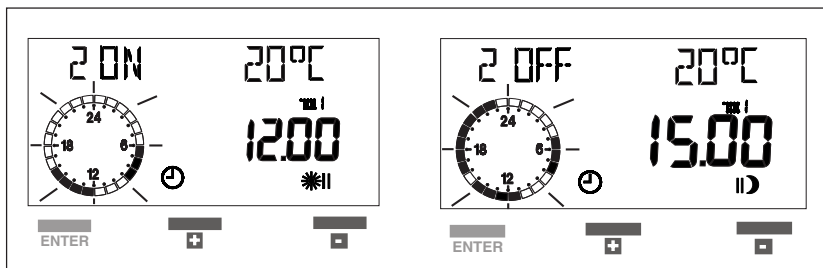 2 ON 20°C
24
18 6
12
12.00
ENTER + -
2 OFF 20°C
24
18 6
12
15.00
ENTER + -